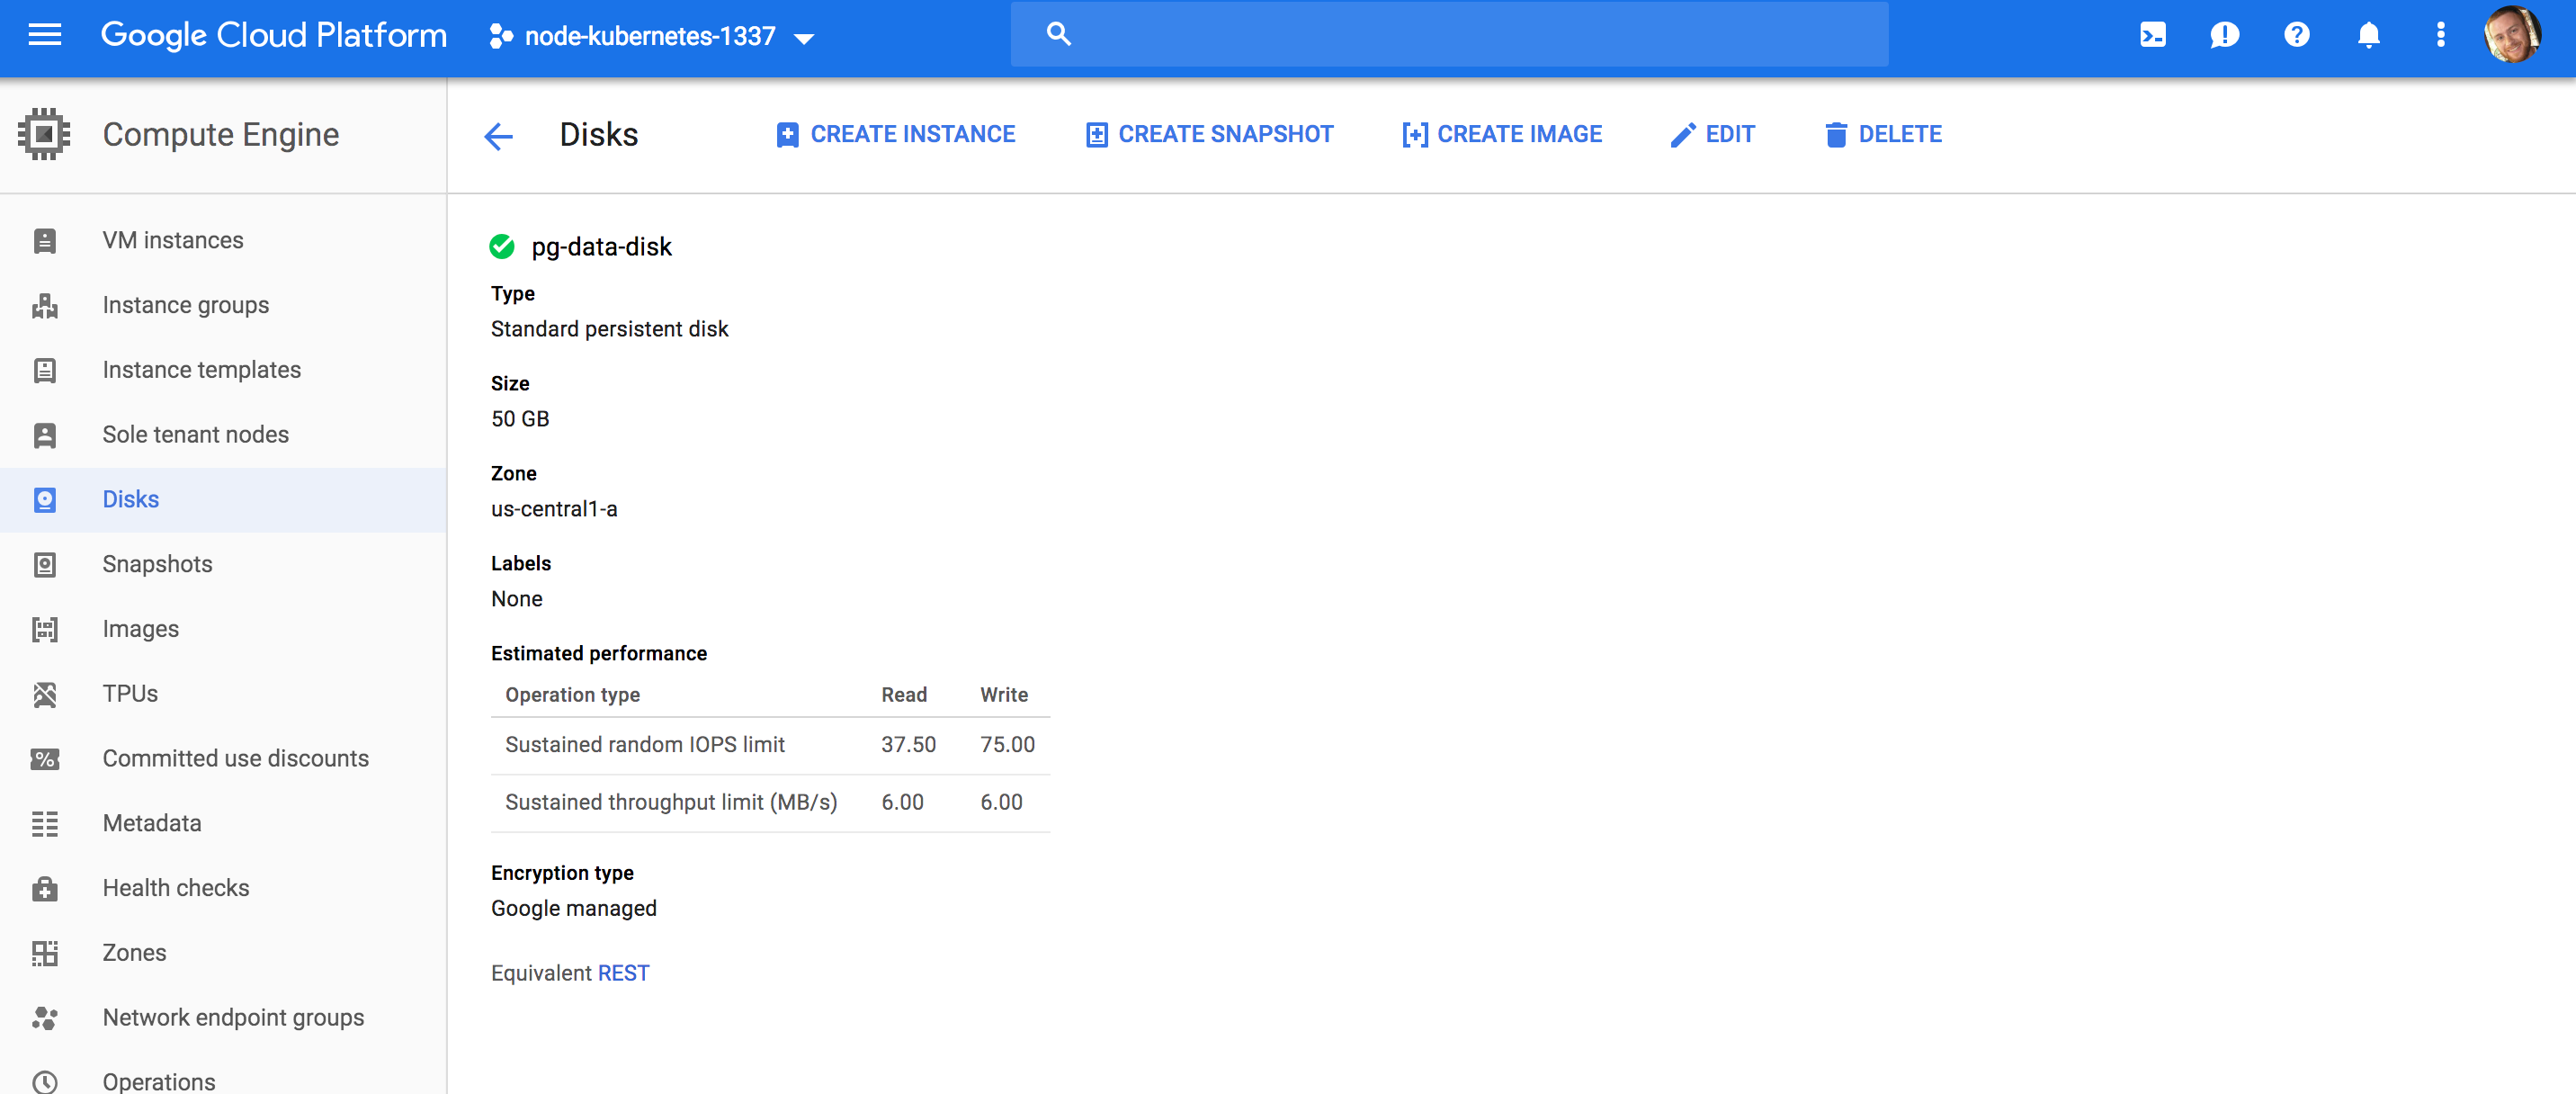 Google Cloud Platform
node-kubernetes-1337
Compute Engine
Disks
CREATE INSTANCE
CREATE SNAPSHOT
CREATE IMAGE
EDIT
DELETE
VM instances
Instance groups
Instance templates
Sole tenant nodes
Disks
Snapshots
Images
TPUs
Committed use discounts
Metadata
Health checks
Zones
Network endpoint groups
Operations
pg-data-disk
Type
Standard persistent disk
Size
50 GB
Zone
us-central1-a
Labels
None
Estimated performance
Operation type Read Write
Sustained random IOPS limit 37.50 75.00
Sustained throughput limit (MB/s) 6.00 6.00
Encryption type
Google managed
Equivalent REST